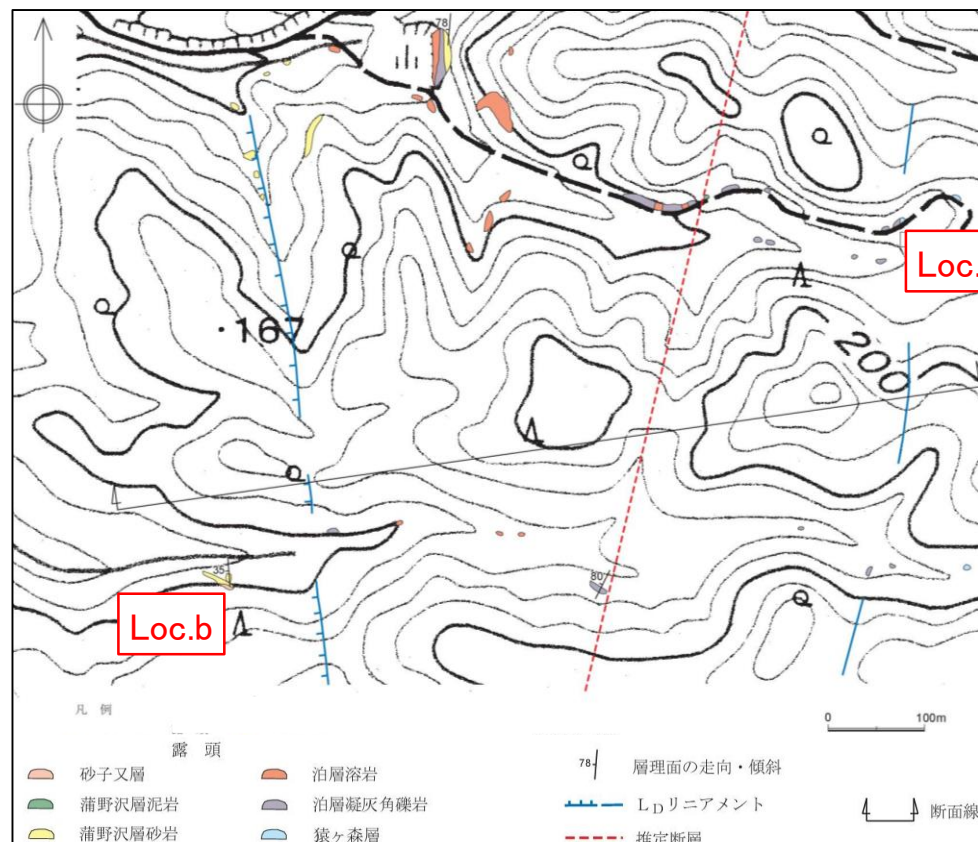 78
Loc.
167
200
35
80
Loc.b
凡 例
0 100m
露 頭
砂子又層
泊層溶岩
78 層理面の走向・傾斜
蒲野沢層泥岩
泊層凝灰角礫岩
LDリニアメント
断面線
蒲野沢層砂岩
猿ヶ森層
推定断層